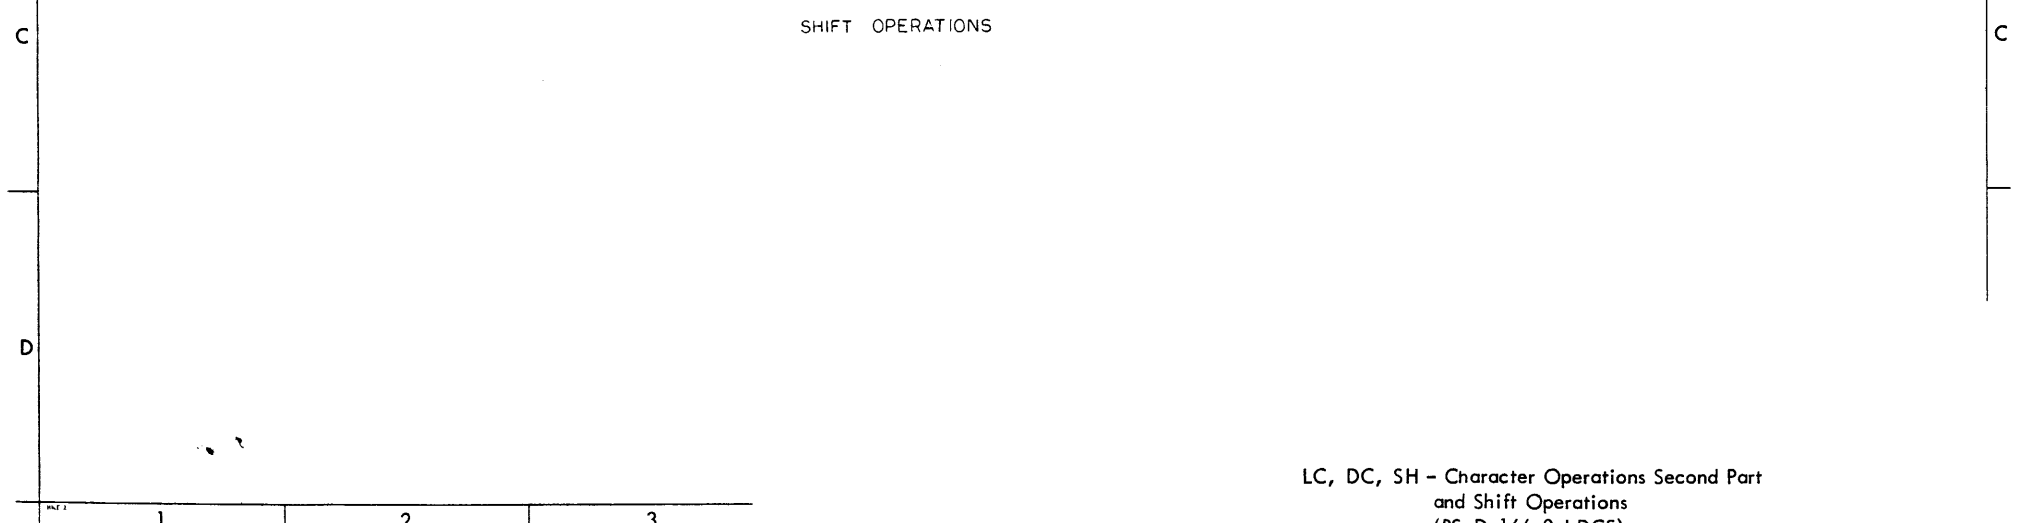 C
SHIFT OPERATIONS
C
D
LC, DC, SH – Character Operations Second Part
and Shift Operations
1 2 3